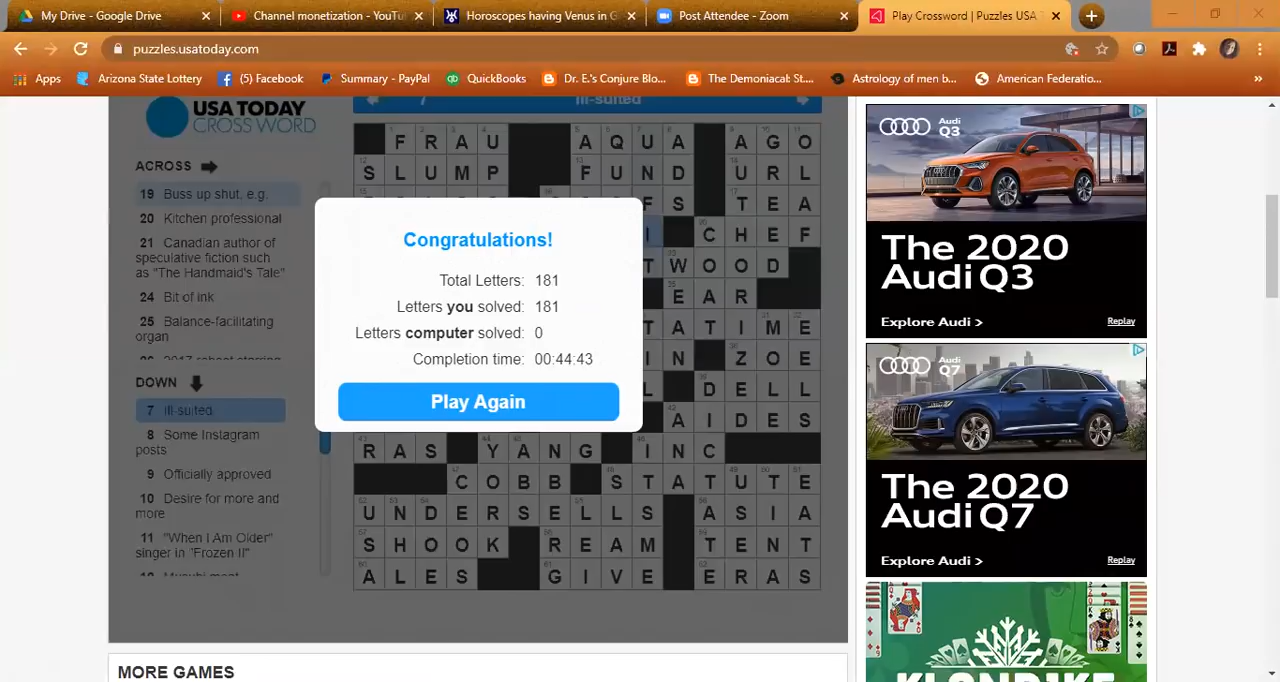 My Drive - Google Drive
Channel monetization - YouTu
Horoscopes having Venus in G
Post Attendee - Zoom
Play Crossword | Puzzles USA T
puzzles.usatoday.com
Apps
Arizona State Lottery
(5) Facebook
Summary - PayPal
QuickBooks
Dr. E.'s Conjure Blo...
The Demoniacal: St...
Astrology of men b...
American Federatio...
USA TODAY
CROSSWORD
7 Ill-suited
ACROSS
19 Buss up shut, e.g.
20 Kitchen professional
21 Canadian author of
speculative fiction such
as "The Handmaid's Tale"
24 Bit of ink
25 Balance-facilitating
organ
DOWN
7 Ill-suited
8 Some Instagram
posts
9 Officially approved
10 Desire for more and
more
11 "When I Am Older"
singer in "Frozen II"
FRAU AQUA AGO
SLUMP FUND URL
F S TEA
I CHEF
TWOOD
EAR
TATIME
IN ZOE
L DELL
AIDES
RAS YANG INC
COBB STATUTE
UNDERSELLS ASIA
SHOOK REAM TENT
ALES GIVE ERAS
Congratulations!
Total Letters: 181
Letters you solved: 181
Letters computer solved: 0
Completion time: 00:44:43
Play Again
MORE GAMES
Audi
Q3
The 2020
Audi Q3
Explore Audi >
Replay
Audi
Q7
The 2020
Audi Q7
Explore Audi >
Replay
KLONDIKE